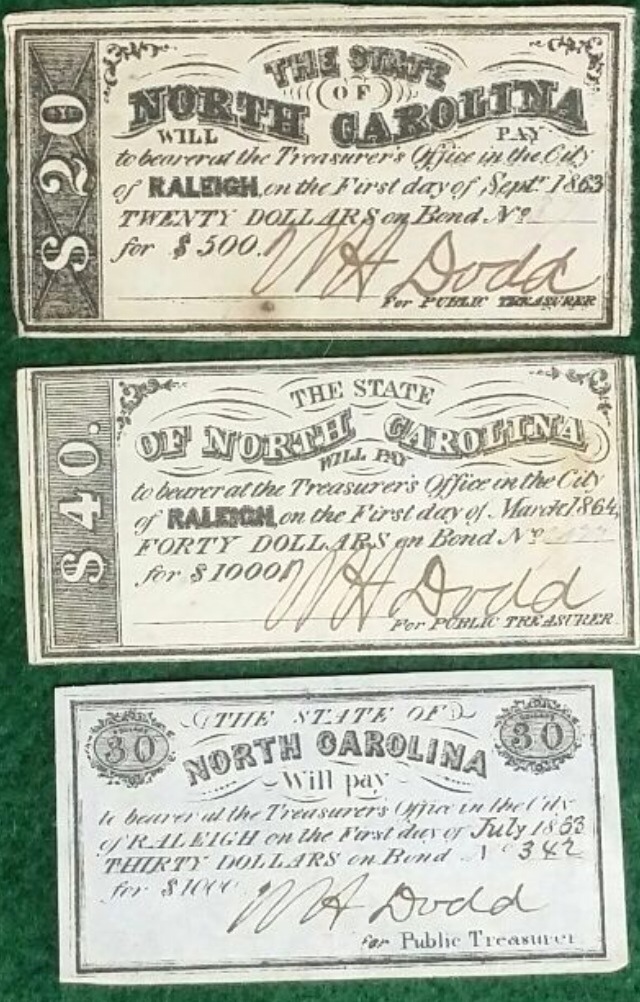 $20
THE STATE
OF
NORTH CAROLINA
WILL PAY
to bearer at the Treasurer's Office in the City
of RALEIGH, on the First day of Septr. 1863
TWENTY DOLLARS on Bond No
for $500.
W H Dodd
For PUBLIC TREASURER
$40.
THE STATE
OF NORTH CAROLINA
WILL PAY
to bearer at the Treasurer's Office in the City
of RALEIGH, on the First day of March 1864,
FORTY DOLLARS on Bond No
for $1000
W H Dodd
For PUBLIC TREASURER
30
THE STATE OF
30
NORTH CAROLINA
Will pay
to bearer at the Treasurer's Office in the City
of RALEIGH on the First day of July 1863
THIRTY DOLLARS on Bond No 342
for $1000
W H Dodd
for Public Treasurer